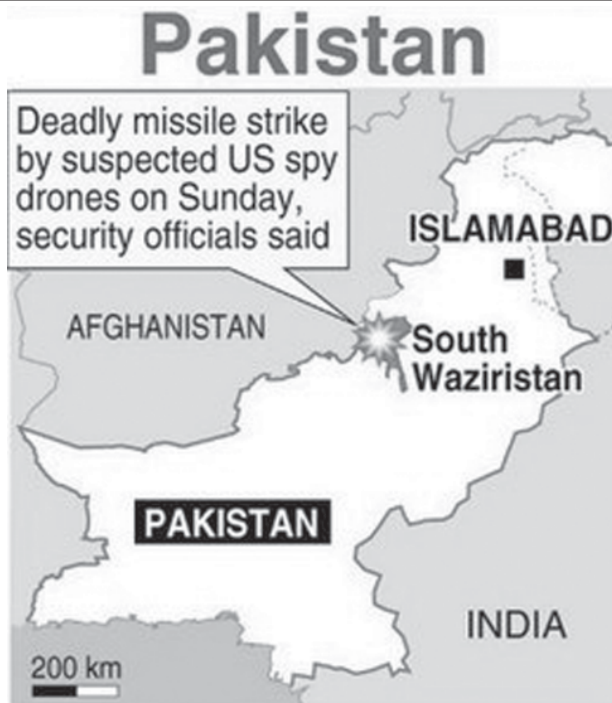 Pakistan
Deadly missile strike
by suspected US spy
drones on Sunday,
security officials said
ISLAMABAD
AFGHANISTAN
South
Waziristan
PAKISTAN
INDIA
200 km